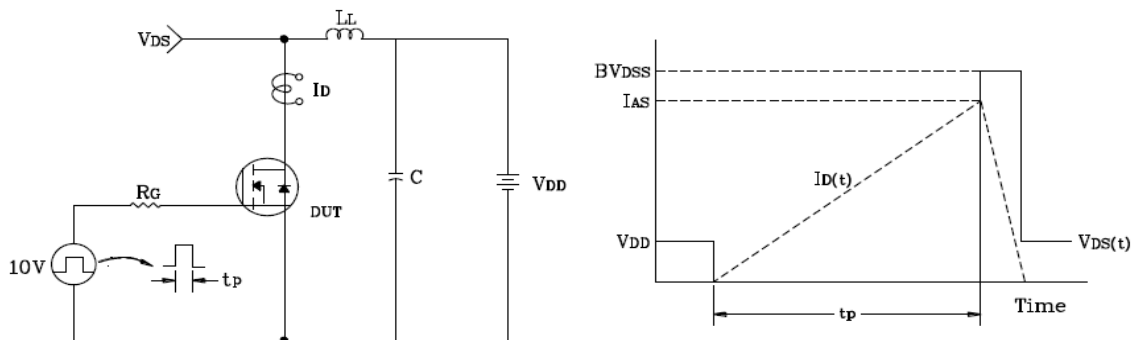 LL
VDS
ID
RG
DUT
C
VDD
10V
tp
BVDSS
IAS
ID(t)
VDD
VDS(t)
tp
Time